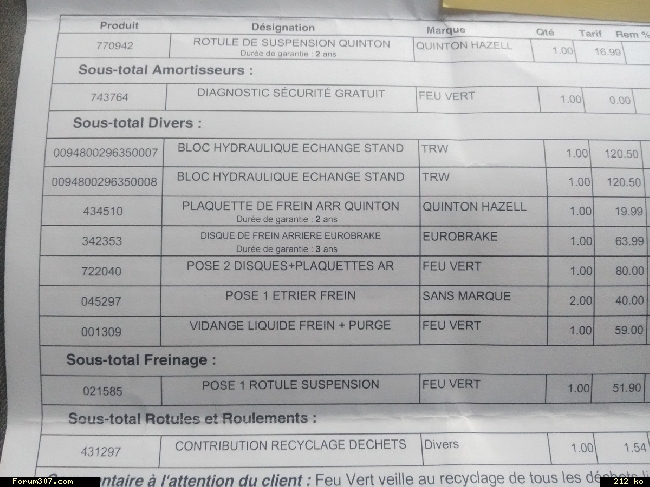 Produit Désignation Marque Qté Tarif Rem %
770942 ROTULE DE SUSPENSION QUINTON QUINTON HAZELL 1.00 16.99
Durée de garantie : 2 ans
Sous-total Amortisseurs :
743764 DIAGNOSTIC SÉCURITÉ GRATUIT FEU VERT 1.00 0.00
Sous-total Divers :
0094800296350007 BLOC HYDRAULIQUE ECHANGE STAND TRW 1.00 120.50
0094800296350008 BLOC HYDRAULIQUE ECHANGE STAND TRW 1.00 120.50
434510 PLAQUETTE DE FREIN ARR QUINTON QUINTON HAZELL 1.00 19.99
Durée de garantie : 2 ans
342353 DISQUE DE FREIN ARRIERE EUROBRAKE EUROBRAKE 1.00 63.99
Durée de garantie : 3 ans
722040 POSE 2 DISQUES+PLAQUETTES AR FEU VERT 1.00 80.00
045297 POSE 1 ETRIER FREIN SANS MARQUE 2.00 40.00
001309 VIDANGE LIQUIDE FREIN + PURGE FEU VERT 1.00 59.00
Sous-total Freinage :
021585 POSE 1 ROTULE SUSPENSION FEU VERT 1.00 51.90
Sous-total Rotules et Roulements :
431297 CONTRIBUTION RECYCLAGE DECHETS Divers 1.00 1.54
à l'attention du client : Feu Vert veille au recyclage de tous les
Forum307.com 212 ko